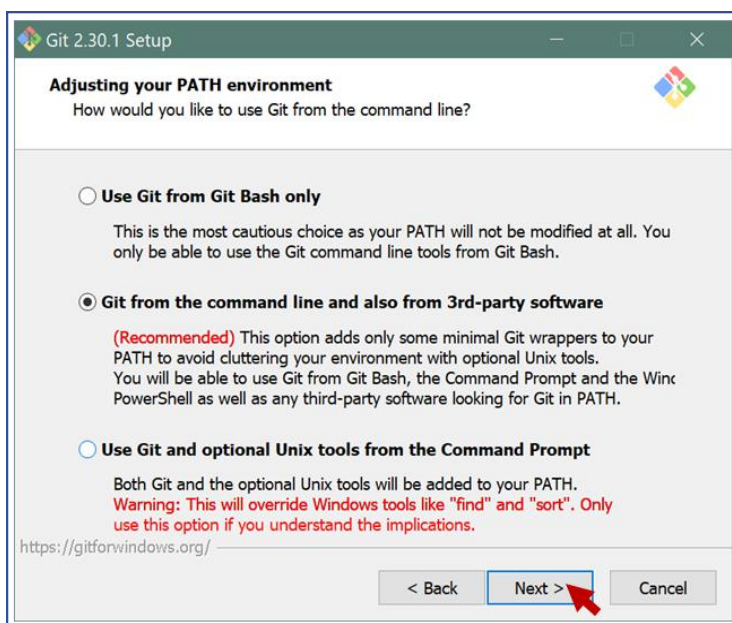 Git 2.30.1 Setup
Adjusting your PATH environment
How would you like to use Git from the command line?
Use Git from Git Bash only
This is the most cautious choice as your PATH will not be modified at all. You
only be able to use the Git command line tools from Git Bash.
Git from the command line and also from 3rd-party software
(Recommended) This option adds only some minimal Git wrappers to your
PATH to avoid cluttering your environment with optional Unix tools.
You will be able to use Git from Git Bash, the Command Prompt and the
PowerShell as well as any third-party software looking for Git in PATH.
Use Git and optional Unix tools from the Command Prompt
Both Git and the optional Unix tools will be added to your PATH.
Warning: This will override Windows tools like "find" and "sort". Only
use this option if you understand the implications.
https://gitforwindows.org/
< Back
Next >
Cancel